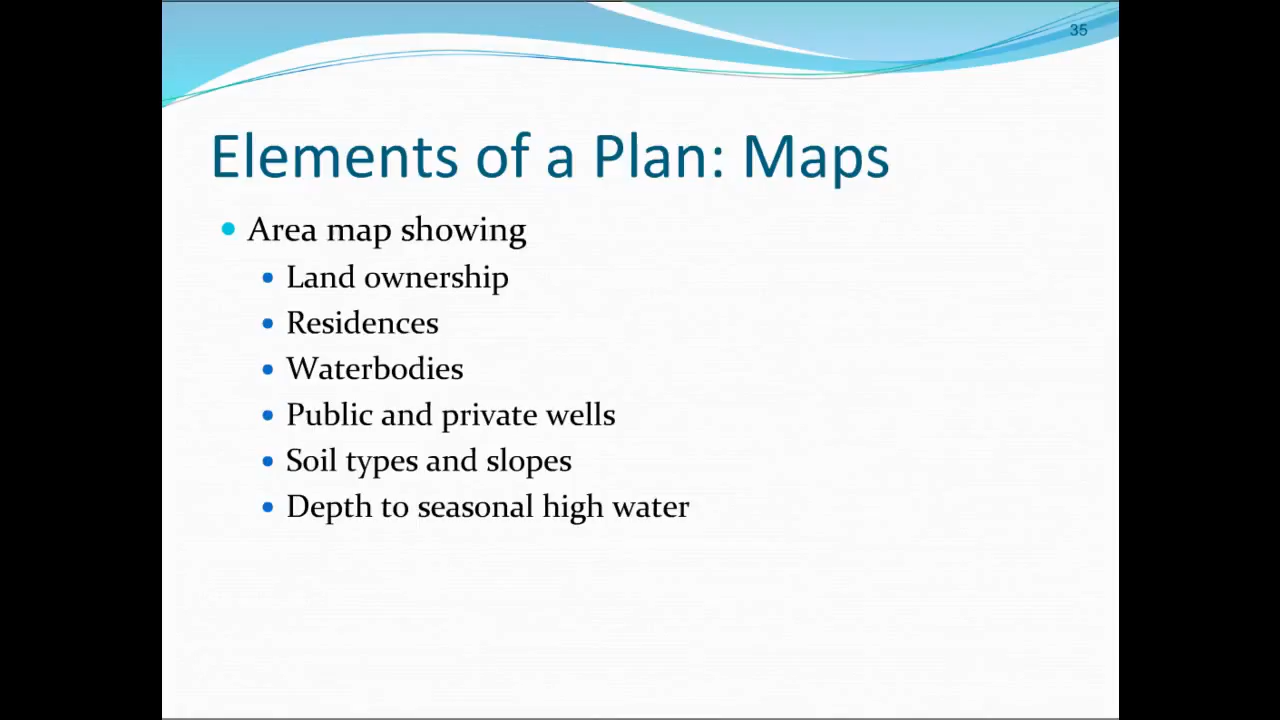 35
Elements of a Plan: Maps
Area map showing
Land ownership
Residences
Waterbodies
Public and private wells
Soil types and slopes
Depth to seasonal high water